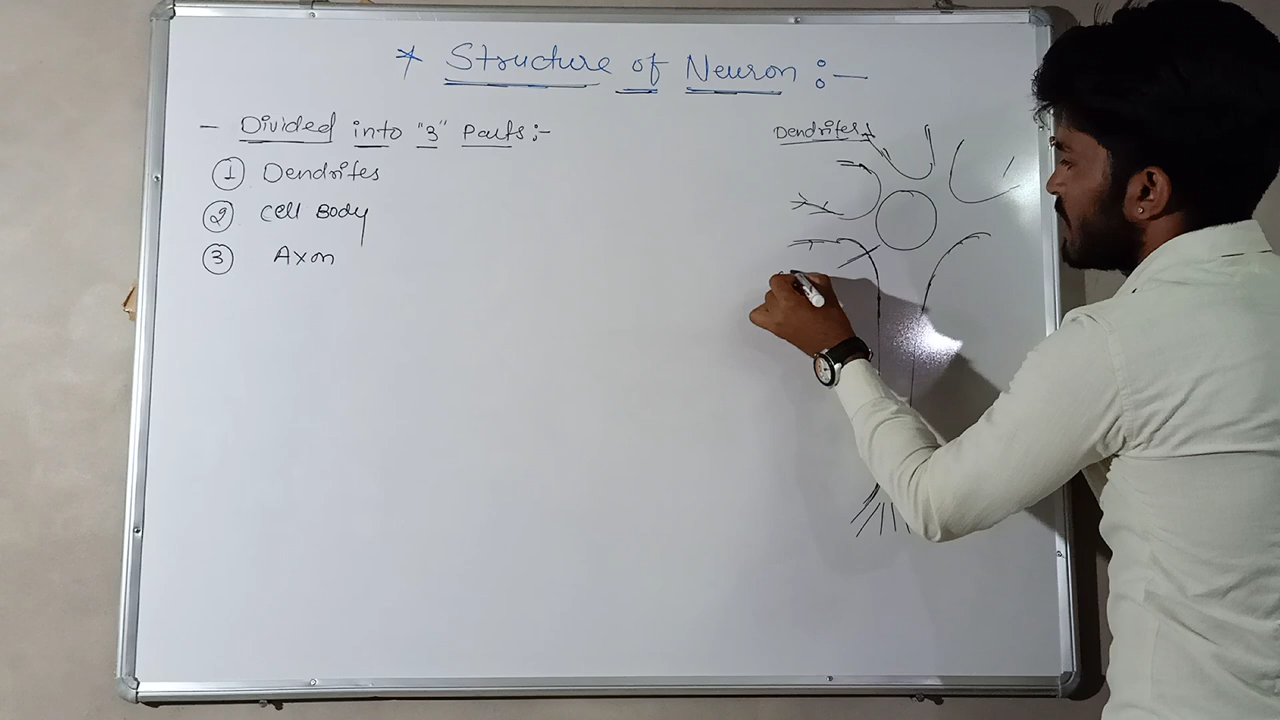 * Structure of Neuron :-
- Divided into "3" Parts :-
① Dendrites
② Cell Body
③ Axon
Dendrites